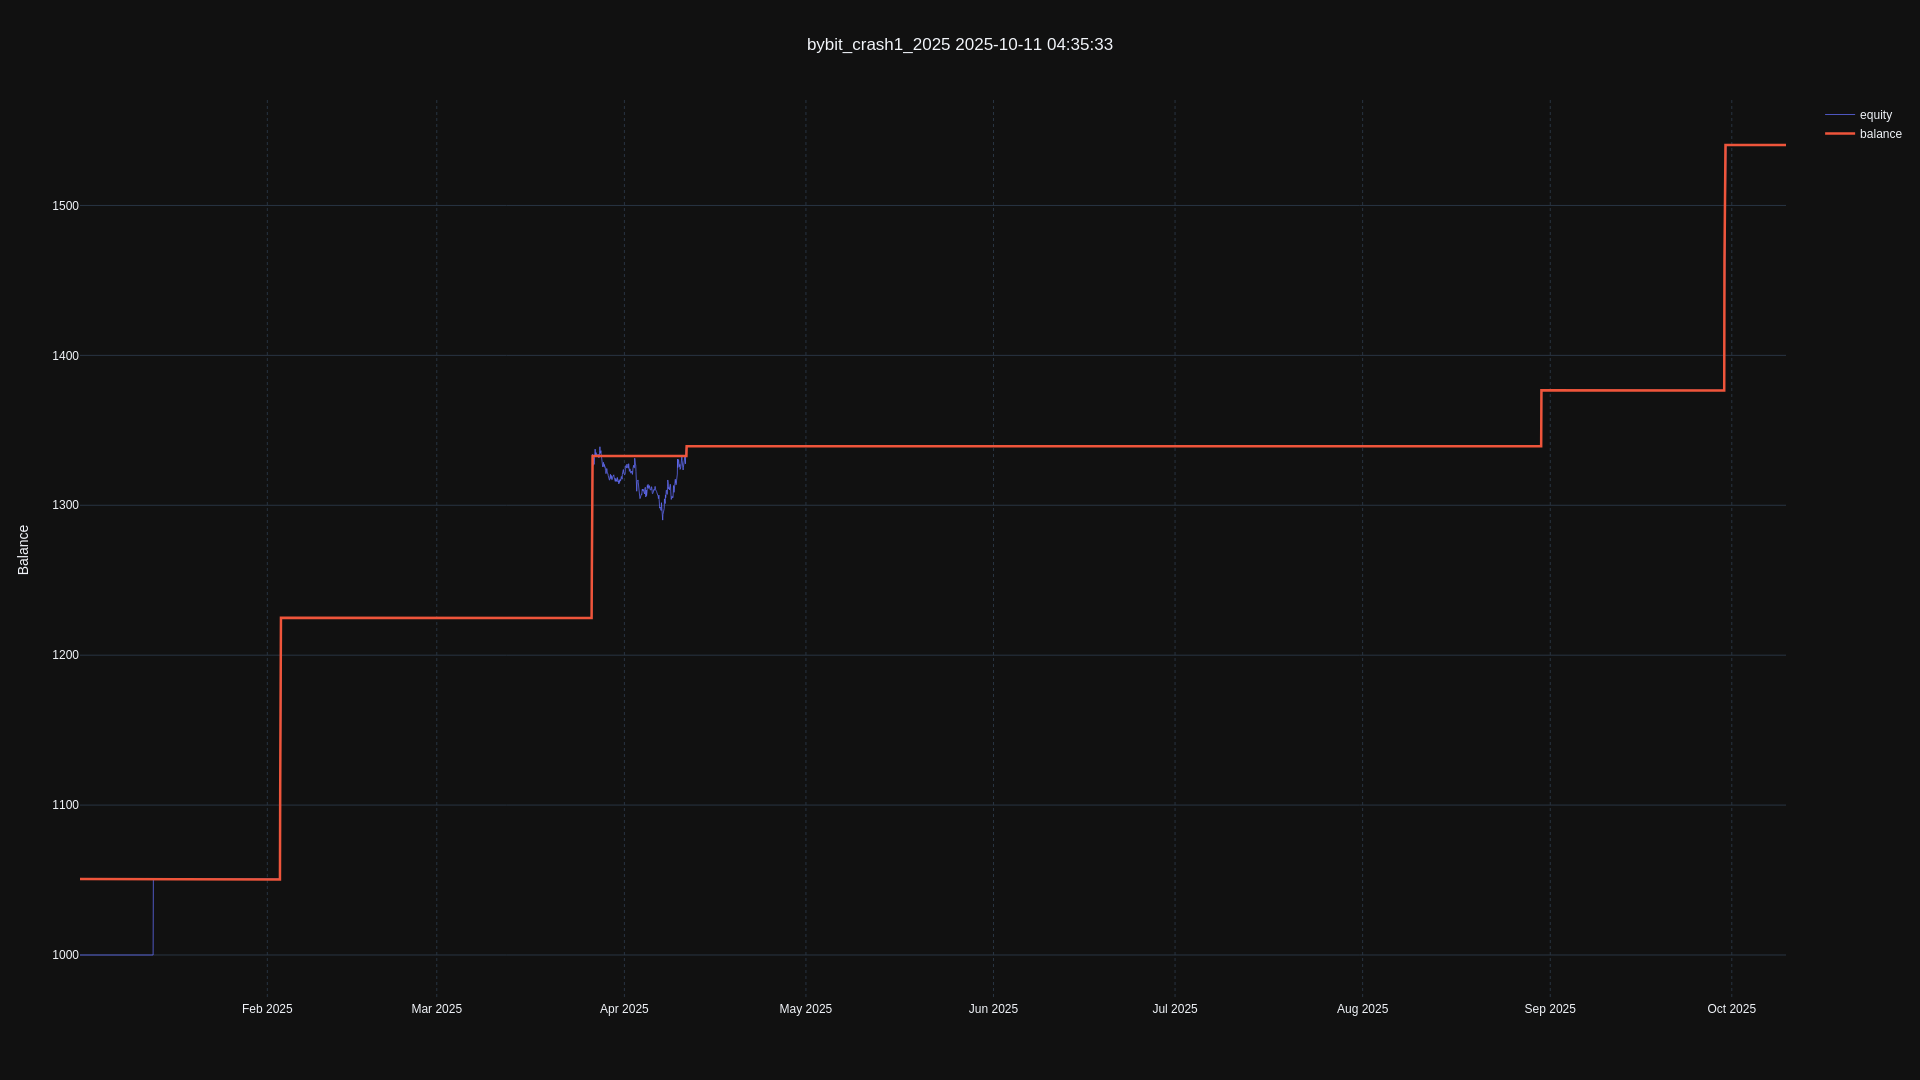 bybit_crash1_2025 2025-10-11 04:35:33
equity
balance
Balance
1500
1400
1300
1200
1100
1000
Feb 2025
Mar 2025
Apr 2025
May 2025
Jun 2025
Jul 2025
Aug 2025
Sep 2025
Oct 2025